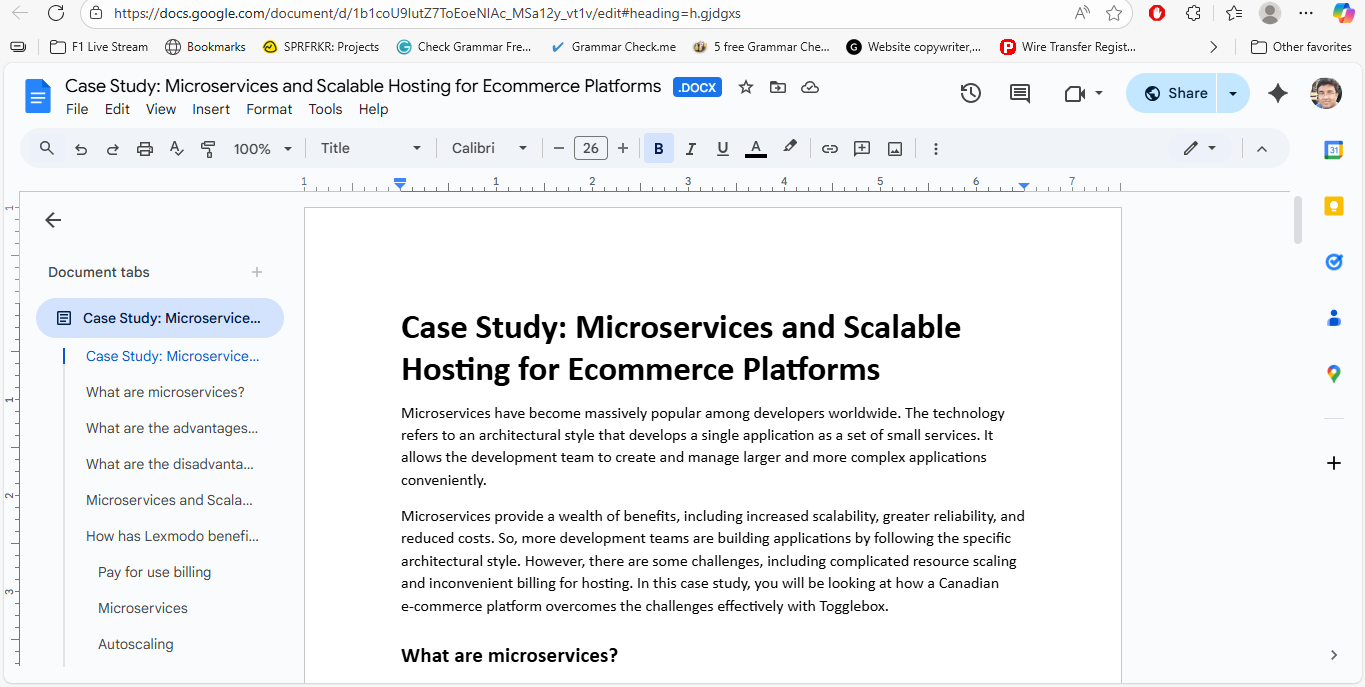 https://docs.google.com/document/d/1b1coU9IutZ7ToEoeNIAc_MSa12y_vt1v/edit#heading=h.gjdgxs
F1 Live Stream
Bookmarks
SPRFRKR: Projects
Check Grammar Fre...
Grammar Check.me
5 free Grammar Che...
Website copywriter,...
Wire Transfer Regist...
Other favorites
Case Study: Microservices and Scalable Hosting for Ecommerce Platforms
.DOCX
File Edit View Insert Format Tools Help
Share
100%
Title
Calibri
26
B I U A
31
1 1 2 3 4 5 6 7
1
1
2
3
Document tabs
Case Study: Microservice...
Case Study: Microservice...
What are microservices?
What are the advantages...
What are the disadvanta...
Microservices and Scala...
How has Lexmodo benefi...
Pay for use billing
Microservices
Autoscaling
Case Study: Microservices and Scalable
Hosting for Ecommerce Platforms
Microservices have become massively popular among developers worldwide. The technology
refers to an architectural style that develops a single application as a set of small services. It
allows the development team to create and manage larger and more complex applications
conveniently.
Microservices provide a wealth of benefits, including increased scalability, greater reliability, and
reduced costs. So, more development teams are building applications by following the specific
architectural style. However, there are some challenges, including complicated resource scaling
and inconvenient billing for hosting. In this case study, you will be looking at how a Canadian
e-commerce platform overcomes the challenges effectively with Togglebox.
What are microservices?